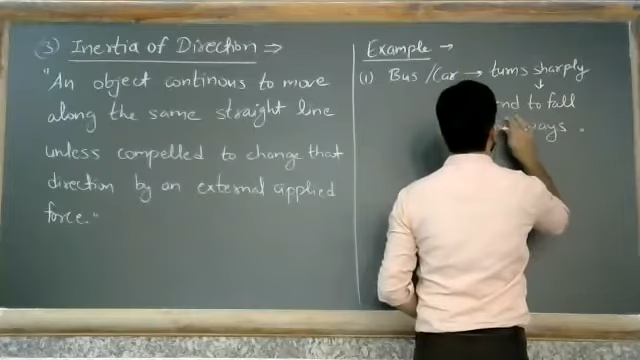 (3) Inertia of Direction ⇒
"An object continous to move
along the same straight line
unless compelled to change that
direction by an external applied
force."
Example →
(1) Bus / Car → turns sharply
↓
to fall
ways.